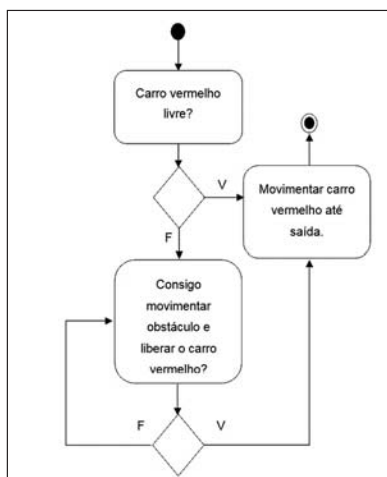 Carro vermelho
livre?
V
Movimentar carro
vermelho até
saída.
F
Consigo
movimentar
obstáculo e
liberar o carro
vermelho?
F
V